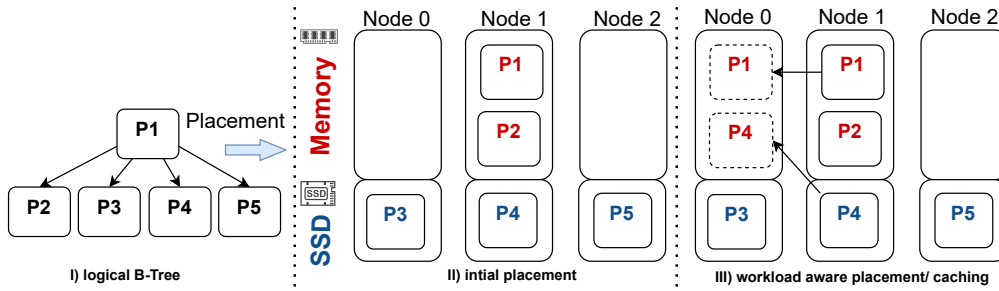 P1
P2 P3 P4 P5
I) logical B-Tree
Placement
Memory
SSD
SSD
Node 0 Node 1 Node 2
P1
P2
P3 P4 P5
II) intial placement
Node 0 Node 1 Node 2
P1 P1
P4 P2
P3 P4 P5
III) workload aware placement/ caching